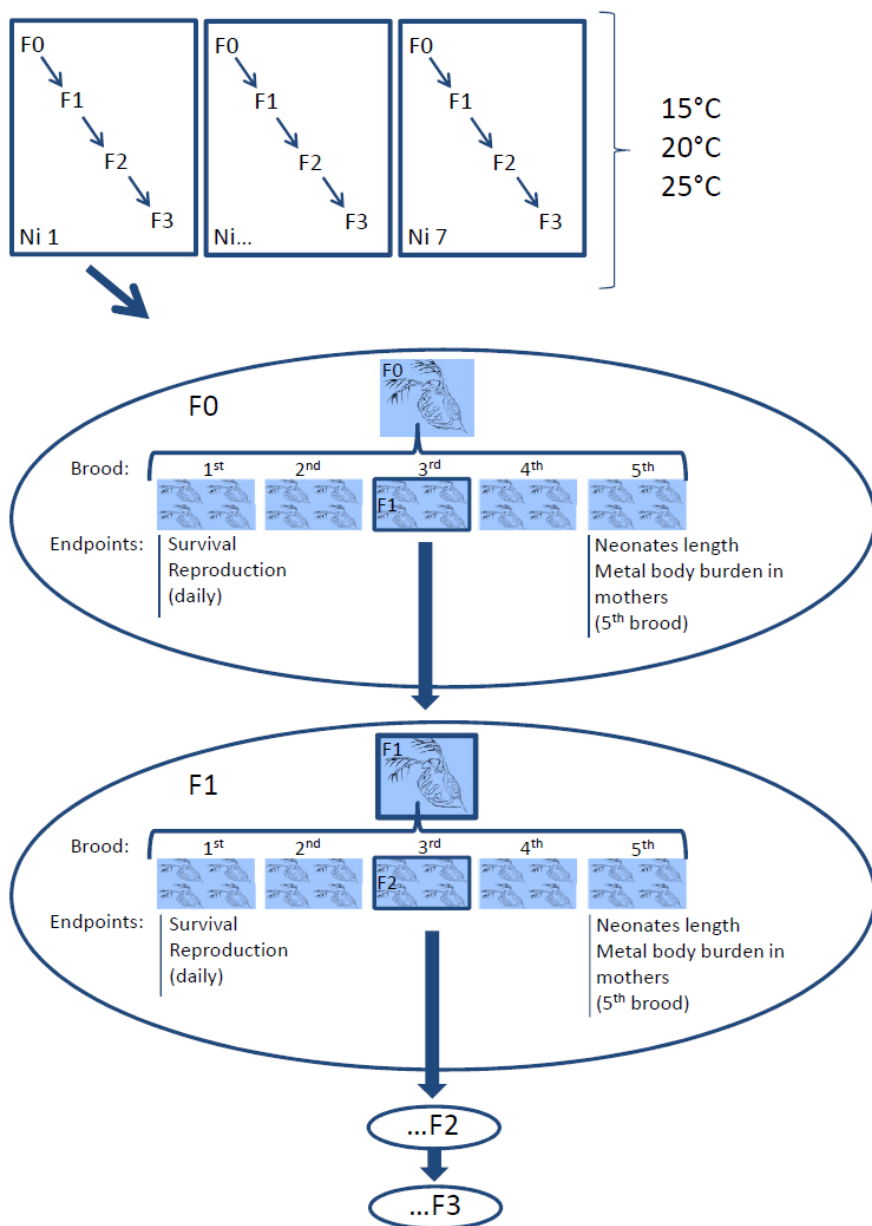 F0
F1
F2
F3
Ni 1
F0
F1
F2
F3
Ni...
F0
F1
F2
F3
Ni 7
15°C
20°C
25°C
F0
F0
Brood:
1st
2nd
3rd
4th
5th
F1
Endpoints:
Survival
Reproduction
(daily)
Neonates length
Metal body burden in
mothers
(5th brood)
F1
F1
Brood:
1st
2nd
3rd
4th
5th
F2
Endpoints:
Survival
Reproduction
(daily)
Neonates length
Metal body burden in
mothers
(5th brood)
...F2
...F3